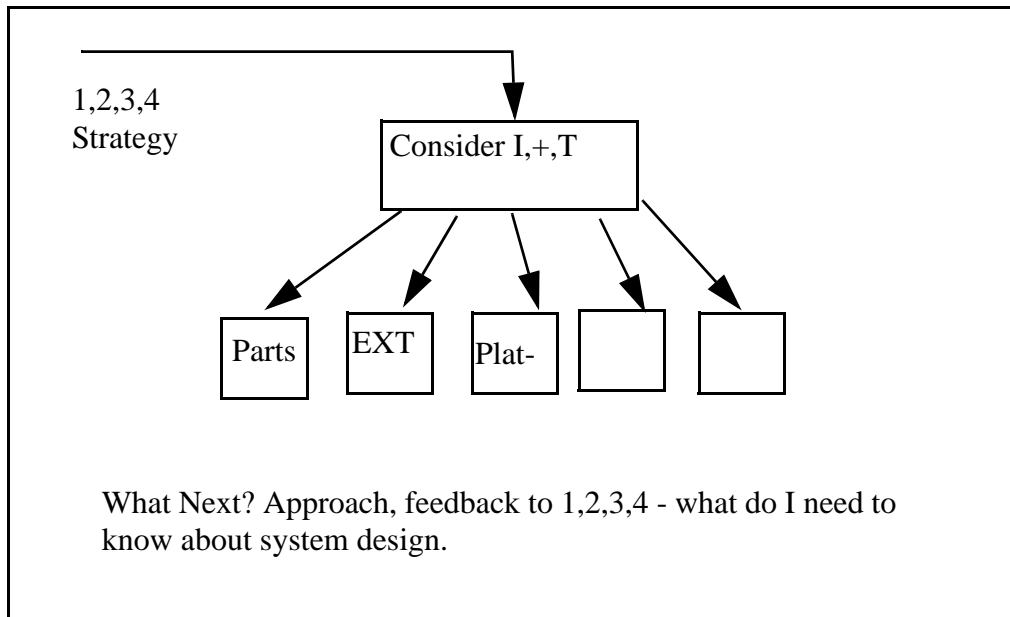 1,2,3,4
Strategy
Consider I,+,T
Parts
EXT
Plat-
What Next? Approach, feedback to 1,2,3,4 - what do I need to
know about system design.